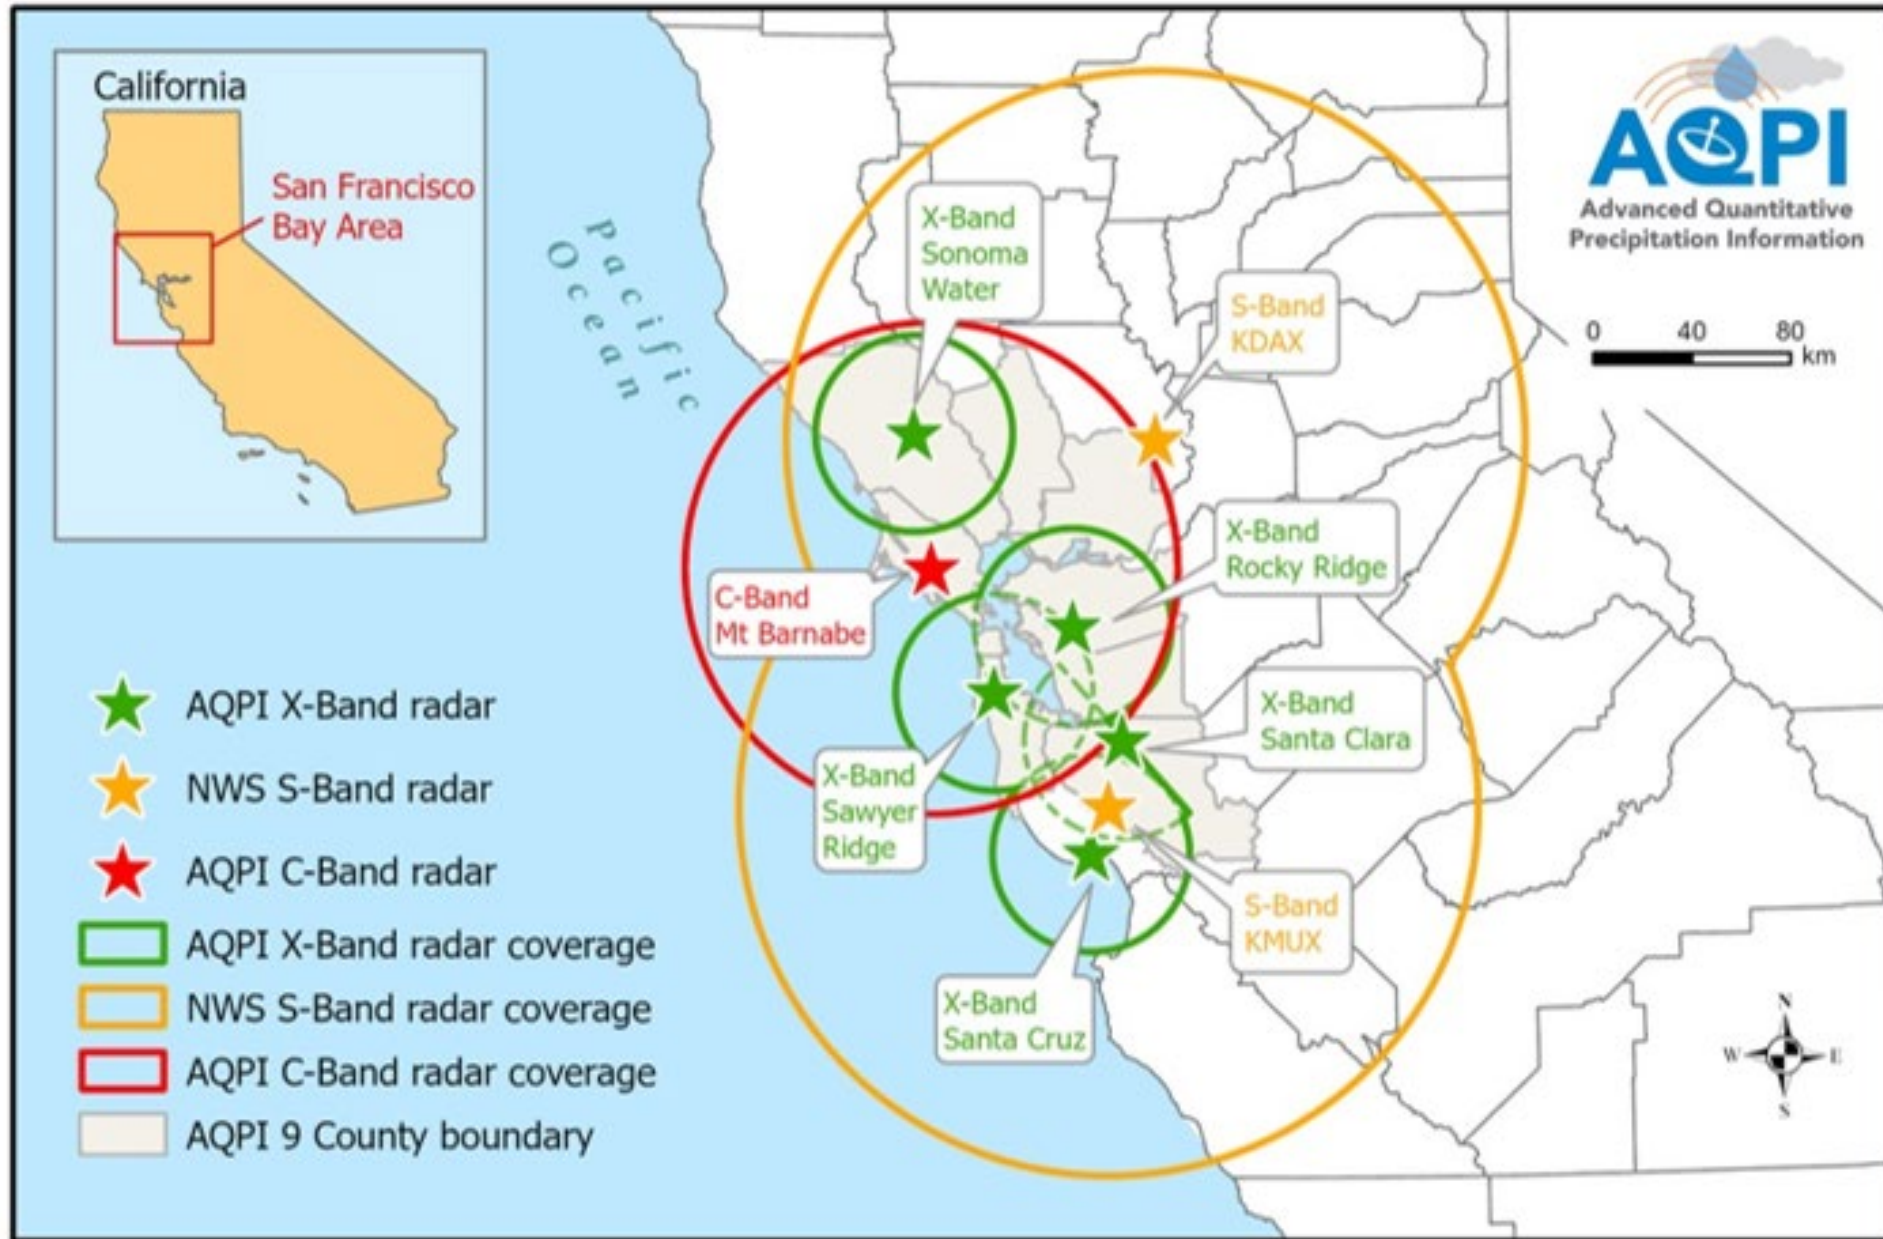 California
San Francisco
Bay Area
Pacific
Ocean
AQPI
Advanced Quantitative
Precipitation Information
0 40 80
km
X-Band
Sonoma
Water
S-Band
KDAX
X-Band
Rocky Ridge
C-Band
Mt Barnabe
X-Band
Santa Clara
X-Band
Sawyer
Ridge
S-Band
KMUX
X-Band
Santa Cruz
AQPI X-Band radar
NWS S-Band radar
AQPI C-Band radar
AQPI X-Band radar coverage
NWS S-Band radar coverage
AQPI C-Band radar coverage
AQPI 9 County boundary
N
W E
S